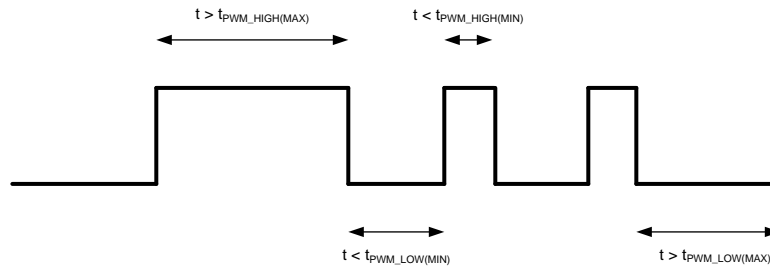 t > tPWM_HIGH(MAX)
t < tPWM_HIGH(MIN)
t < tPWM_LOW(MIN)
t > tPWM_LOW(MAX)